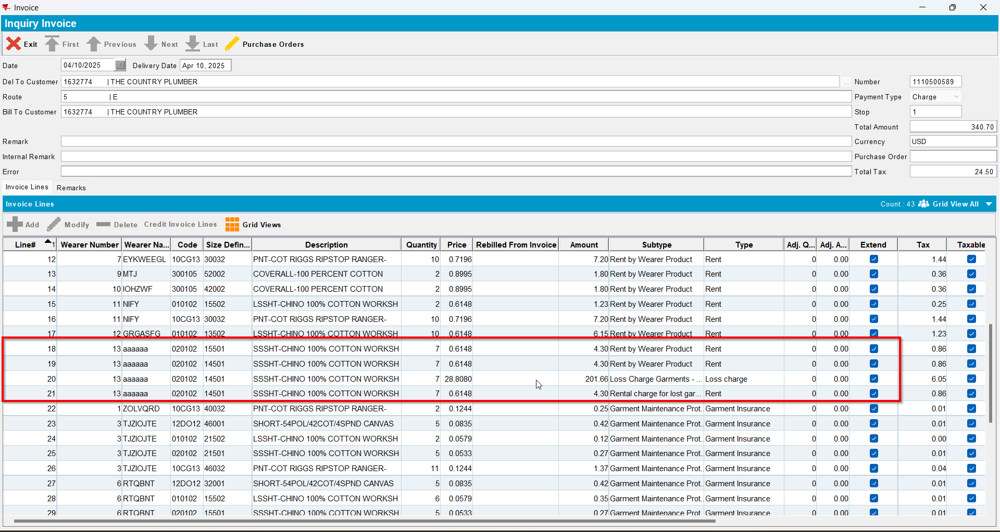 Invoice
Inquiry Invoice
Exit First Previous Next Last Purchase Orders
Date 04/10/2025 Delivery Date Apr 10, 2025
Del To Customer 1632774 | THE COUNTRY PLUMBER ... Number 1110500589
Route 5 | E Payment Type Charge
Bill To Customer 1632774 | THE COUNTRY PLUMBER Stop 1
Total Amount 340.70
Remark Currency USD
Internal Remark Purchase Order
Error Total Tax 24.50
Invoice Lines Remarks
Invoice Lines Count : 43 Grid View All
Add Modify Delete Credit Invoice Lines Grid Views
Line# 1 Wearer Number Wearer Na... Code Size Defin... Description Quantity Price Rebilled From Invoice Amount Subtype Type Adj. Q... Adj. A... Extend Tax Taxable
12 7 EYKWEEGL 10CG13 30032 PNT-COT RIGGS RIPSTOP RANGER- 10 0.7196 7.20 Rent by Wearer Product Rent 0 0.00 1.44
13 9 MTJ 300105 52002 COVERALL-100 PERCENT COTTON 2 0.8995 1.80 Rent by Wearer Product Rent 0 0.00 0.36
14 10 IOHZWF 300105 42002 COVERALL-100 PERCENT COTTON 2 0.8995 1.80 Rent by Wearer Product Rent 0 0.00 0.36
15 11 NIFY 010102 15502 LSSHT-CHINO 100% COTTON WORKSH 2 0.6148 1.23 Rent by Wearer Product Rent 0 0.00 0.25
16 11 NIFY 10CG13 30032 PNT-COT RIGGS RIPSTOP RANGER- 10 0.7196 7.20 Rent by Wearer Product Rent 0 0.00 1.44
17 12 GRGASFG 010102 13502 LSSHT-CHINO 100% COTTON WORKSH 10 0.6148 6.15 Rent by Wearer Product Rent 0 0.00 1.23
18 13 aaaaaa 020102 15501 SSSHT-CHINO 100% COTTON WORKSH 7 0.6148 4.30 Rent by Wearer Product Rent 0 0.00 0.86
19 13 aaaaaa 020102 14501 SSSHT-CHINO 100% COTTON WORKSH 7 0.6148 4.30 Rent by Wearer Product Rent 0 0.00 0.86
20 13 aaaaaa 020102 14501 SSSHT-CHINO 100% COTTON WORKSH 7 28.8080 201.66 Loss Charge Garments - ... Loss charge 0 0.00 6.05
21 13 aaaaaa 020102 14501 SSSHT-CHINO 100% COTTON WORKSH 7 0.6148 4.30 Rental charge for lost gar... Rent 0 0.00 0.86
22 1 ZOLVQRD 10CG13 40032 PNT-COT RIGGS RIPSTOP RANGER- 2 0.1244 0.25 Garment Maintenance Prot.. Garment Insurance 0 0.00 0.01
23 3 TJZIOJTE 12DO12 46001 SHORT-54POL/42COT/4SPND CANVAS 5 0.0835 0.42 Garment Maintenance Prot.. Garment Insurance 0 0.00 0.01
24 3 TJZIOJTE 010102 21502 LSSHT-CHINO 100% COTTON WORKSH 2 0.0579 0.12 Garment Maintenance Prot.. Garment Insurance 0 0.00 0.00
25 3 TJZIOJTE 020102 21501 SSSHT-CHINO 100% COTTON WORKSH 5 0.0533 0.27 Garment Maintenance Prot.. Garment Insurance 0 0.00 0.01
26 3 TJZIOJTE 10CG13 46032 PNT-COT RIGGS RIPSTOP RANGER- 11 0.1244 1.37 Garment Maintenance Prot.. Garment Insurance 0 0.00 0.04
27 6 RTQBNT 12DO12 32001 SHORT-54POL/42COT/4SPND CANVAS 5 0.0835 0.42 Garment Maintenance Prot.. Garment Insurance 0 0.00 0.01
28 6 RTQBNT 010102 15502 LSSHT-CHINO 100% COTTON WORKSH 6 0.0579 0.35 Garment Maintenance Prot.. Garment Insurance 0 0.00 0.01
29 6 RTQBNT 020102 15501 SSSHT-CHINO 100% COTTON WORKSH 5 0.0533 0.27 Garment Maintenance Prot Garment Insurance 0 0.00 0.01